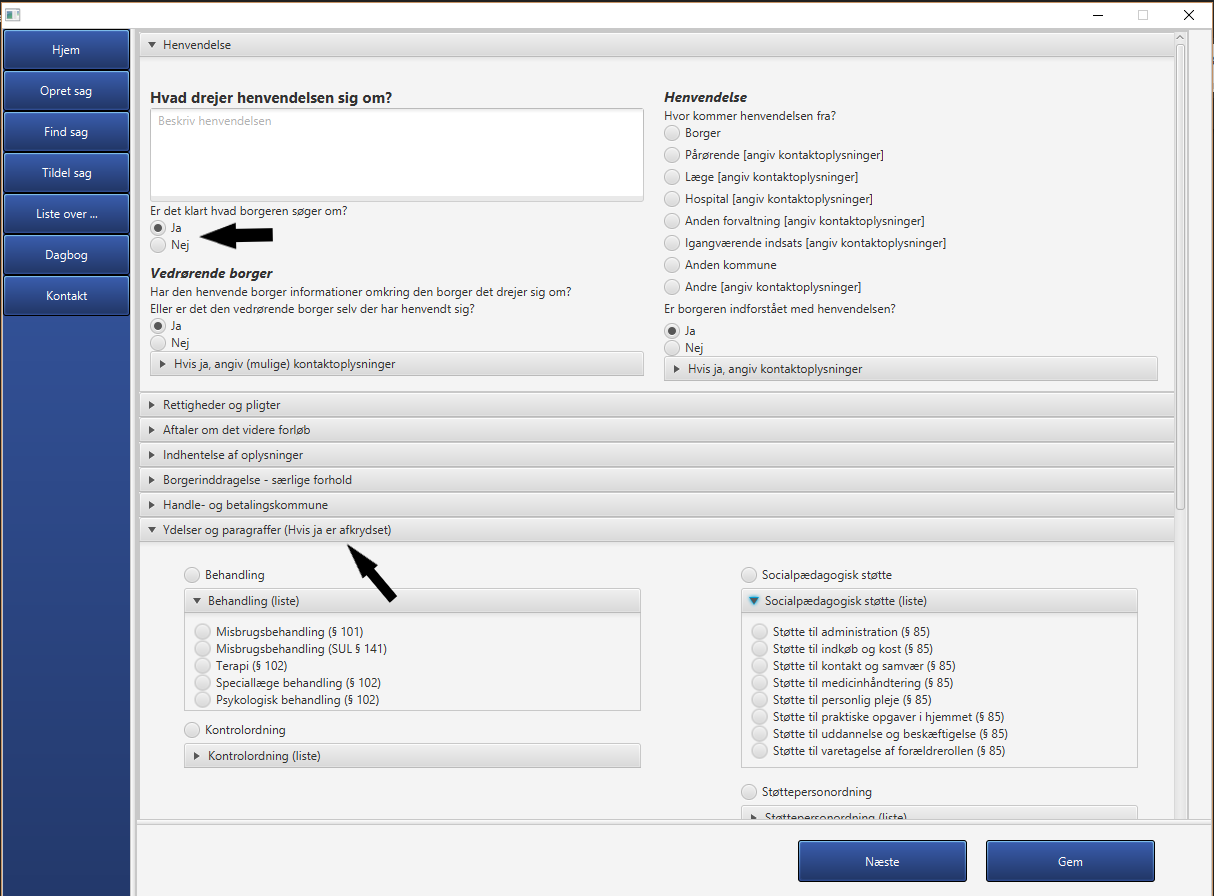 Hjem
Opret sag
Find sag
Tildel sag
Liste over ...
Dagbog
Kontakt
Henvendelse
Hvad drejer henvendelsen sig om?
Beskriv henvendelsen
Er det klart hvad borgeren søger om?
Ja
Nej
Vedrørende borger
Har den henvende borger informationer omkring den borger det drejer sig om?
Eller er det den vedrørende borger selv der har henvendt sig?
Ja
Nej
Hvis ja, angiv (mulige) kontaktoplysninger
Henvendelse
Hvor kommer henvendelsen fra?
Borger
Pårørende [angiv kontaktoplysninger]
Læge [angiv kontaktoplysninger]
Hospital [angiv kontaktoplysninger]
Anden forvaltning [angiv kontaktoplysninger]
Igangværende indsats [angiv kontaktoplysninger]
Anden kommune
Andre [angiv kontaktoplysninger]
Er borgeren indforstået med henvendelsen?
Ja
Nej
Hvis ja, angiv kontaktoplysninger
Rettigheder og pligter
Aftaler om det videre forløb
Indhentelse af oplysninger
Borgerinddragelse - særlige forhold
Handle- og betalingskommune
Ydelser og paragraffer (Hvis ja er afkrydset)
Behandling
Behandling (liste)
Misbrugsbehandling (§ 101)
Misbrugsbehandling (SUL § 141)
Terapi (§ 102)
Speciallæge behandling (§ 102)
Psykologisk behandling (§ 102)
Kontrolordning
Kontrolordning (liste)
Socialpædagogisk støtte
Socialpædagogisk støtte (liste)
Støtte til administration (§ 85)
Støtte til indkøb og kost (§ 85)
Støtte til kontakt og samvær (§ 85)
Støtte til medicinhåndtering (§ 85)
Støtte til personlig pleje (§ 85)
Støtte til praktiske opgaver i hjemmet (§ 85)
Støtte til uddannelse og beskæftigelse (§ 85)
Støtte til varetagelse af forældrerollen (§ 85)
Støttepersonordning
Støttepersonordning (liste)
Næste
Gem